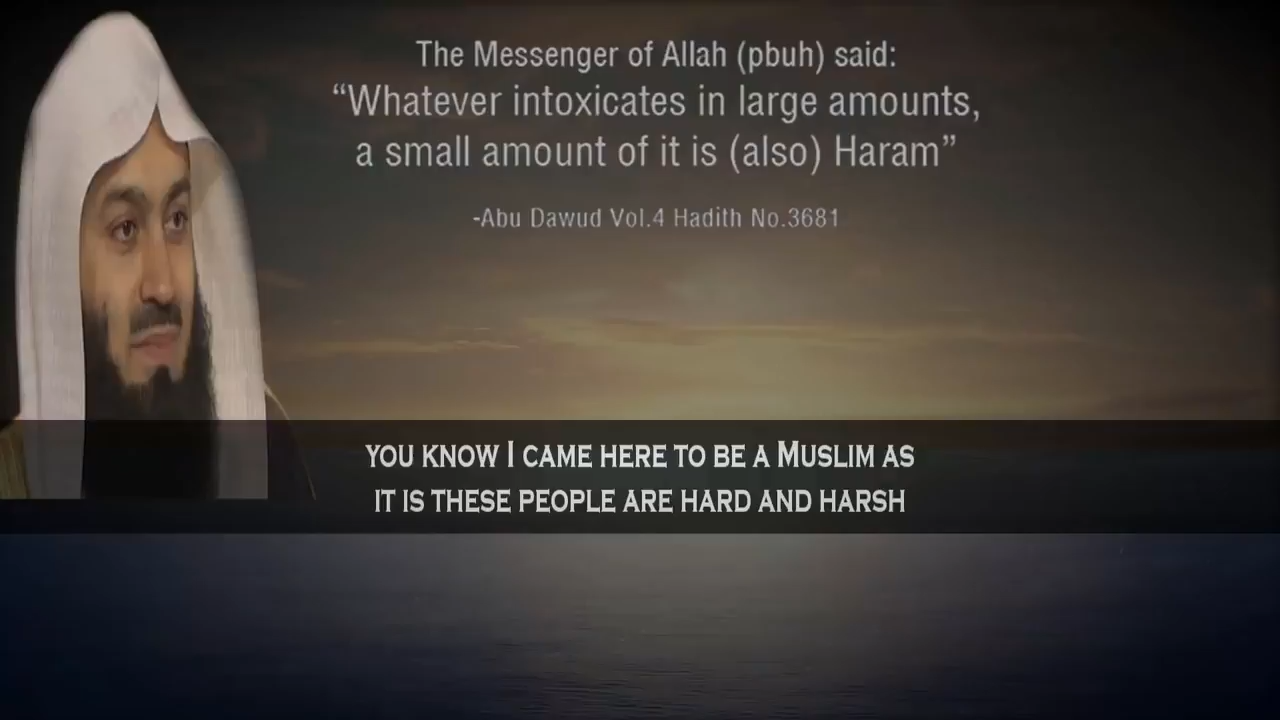 The Messenger of Allah (pbuh) said:
“Whatever intoxicates in large amounts,
a small amount of it is (also) Haram”
-Abu Dawud Vol.4 Hadith No.3681
YOU KNOW I CAME HERE TO BE A MUSLIM AS
IT IS THESE PEOPLE ARE HARD AND HARSH